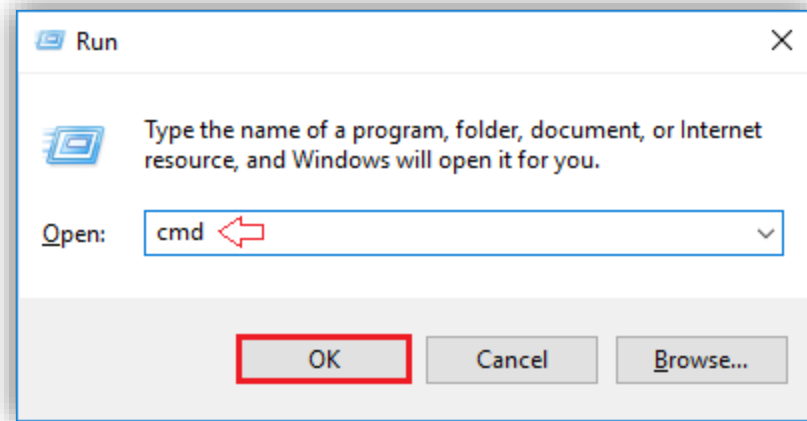 Run
Type the name of a program, folder, document, or Internet
resource, and Windows will open it for you.
Open: cmd
OK Cancel Browse...